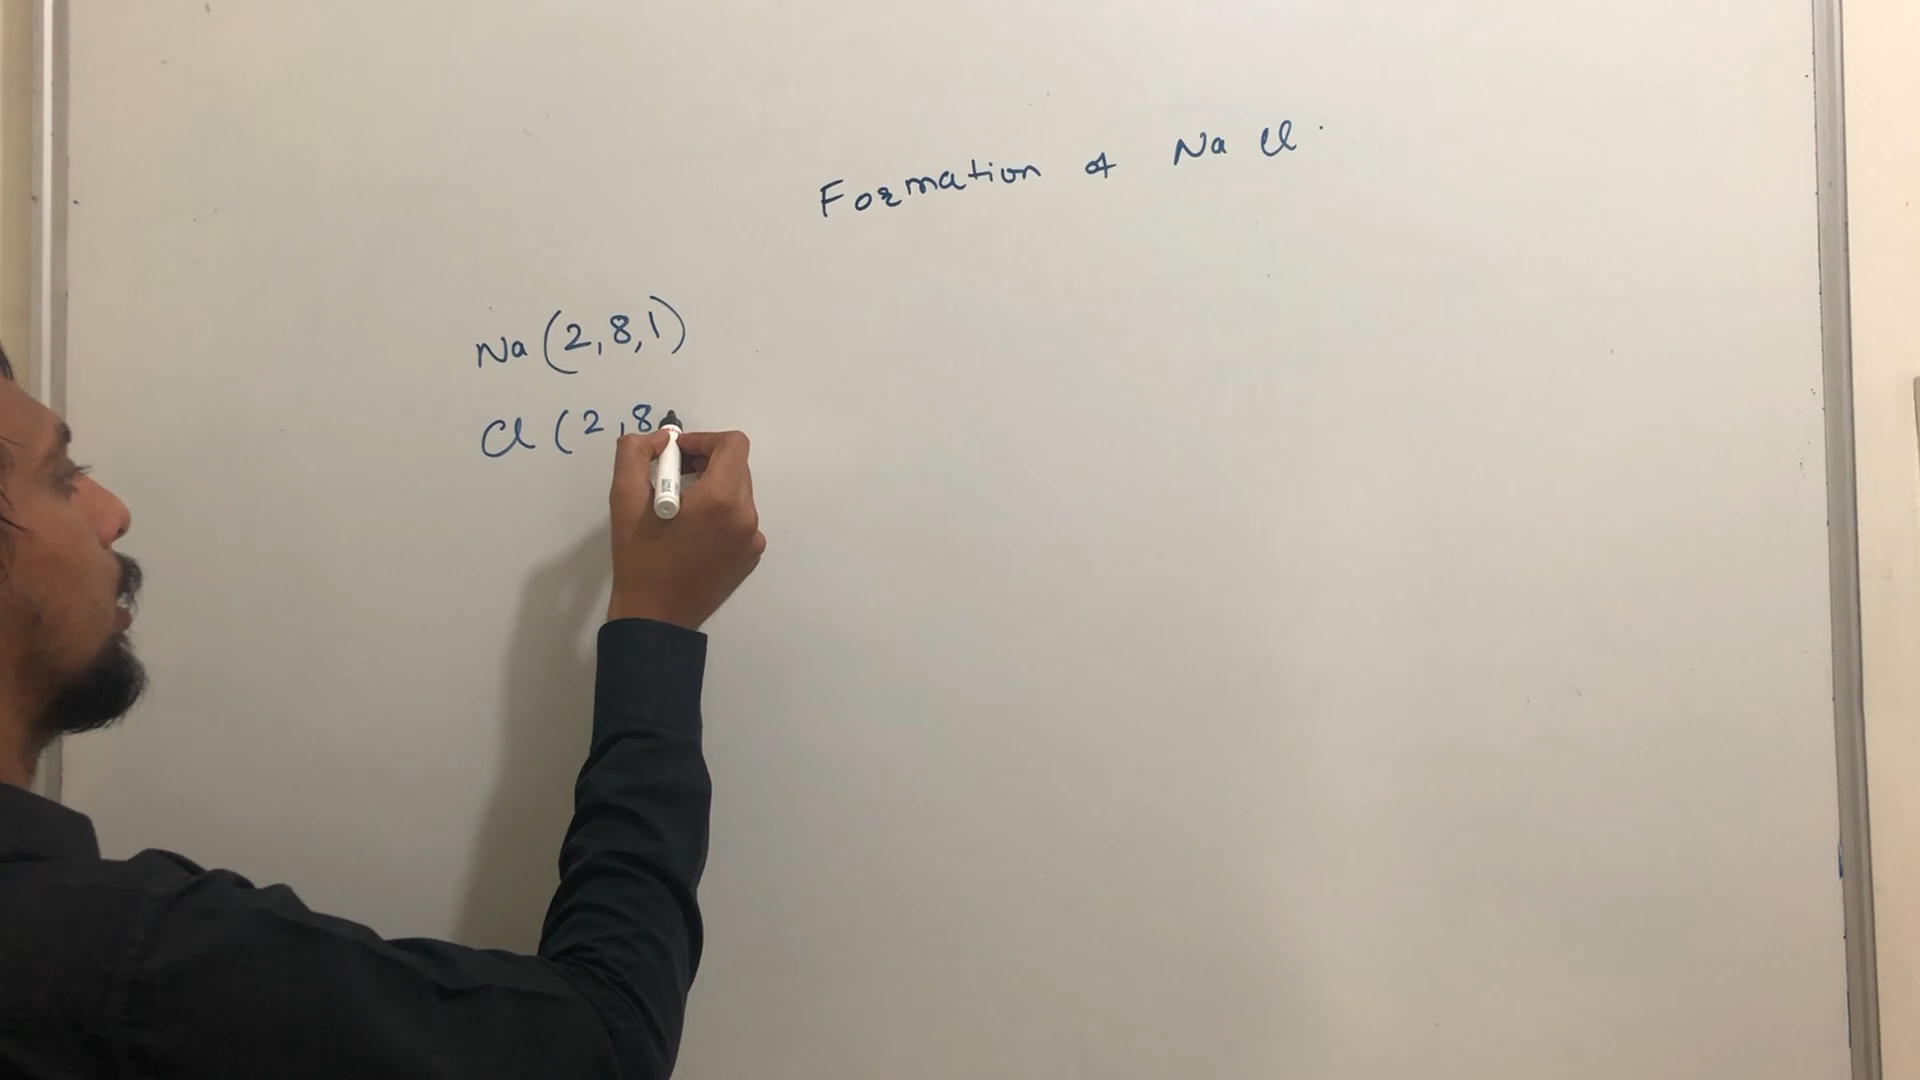 Formation of Na Cl.
Na (2,8,1)
Cl (2,8